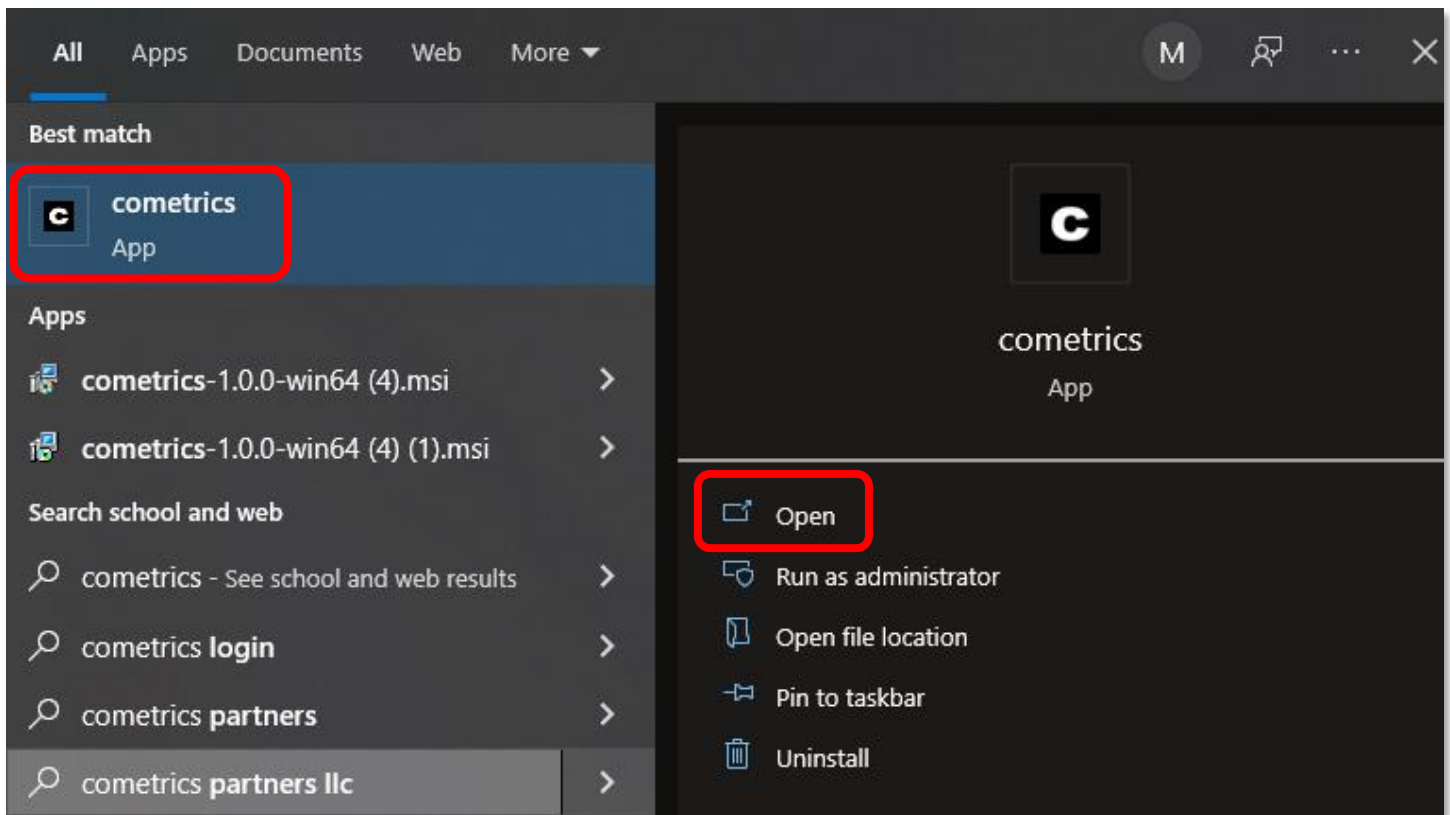 All Apps Documents Web More M
Best match
c cometrics
App
Apps
cometrics-1.0.0-win64 (4).msi
cometrics-1.0.0-win64 (4) (1).msi
Search school and web
cometrics - See school and web results
cometrics login
cometrics partners
cometrics partners llc
c
cometrics
App
Open
Run as administrator
Open file location
Pin to taskbar
Uninstall